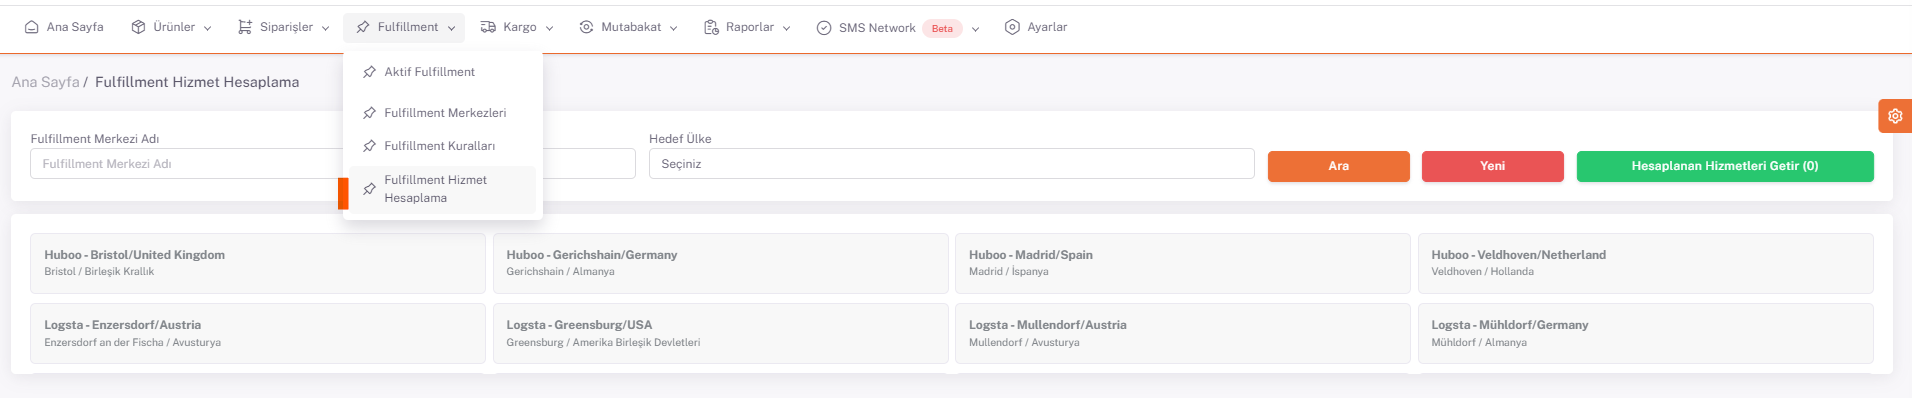 Ana Sayfa
Ürünler
Siparişler
Fulfillment
Kargo
Mutabakat
Raporlar
SMS Network Beta
Ayarlar
Aktif Fulfillment
Fulfillment Merkezleri
Fulfillment Kuralları
Fulfillment Hizmet
Hesaplama
Ana Sayfa / Fulfillment Hizmet Hesaplama
Fulfillment Merkezi Adı
Fulfillment Merkezi Adı
Hedef Ülke
Seçiniz
Ara
Yeni
Hesaplanan Hizmetleri Getir (0)
Huboo - Bristol/United Kingdom
Bristol / Birleşik Krallık
Huboo - Gerichshain/Germany
Gerichshain / Almanya
Huboo - Madrid/Spain
Madrid / İspanya
Huboo - Veldhoven/Netherland
Veldhoven / Hollanda
Logsta - Enzersdorf/Austria
Enzersdorf an der Fischa / Avusturya
Logsta - Greensburg/USA
Greensburg / Amerika Birleşik Devletleri
Logsta - Mullendorf/Austria
Mullendorf / Avusturya
Logsta - Mühldorf/Germany
Mühldorf / Almanya